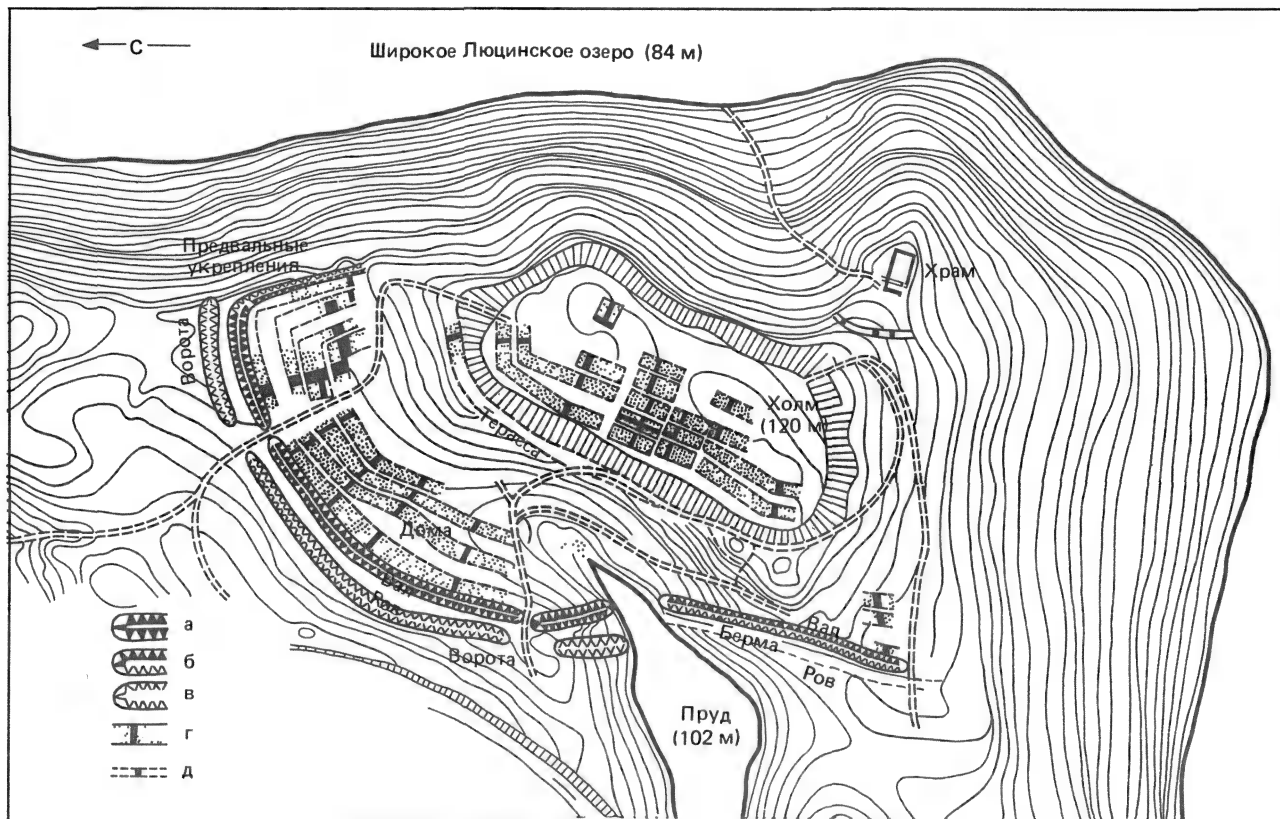 С
Широкое Люцинское озеро (84 м)
Предвальные
укрепления
Ворота
Храм
Холм
(120 м)
Терраса
Дома
Вал
Ров
Ворота
Вал
Берма
Ров
Пруд
(102 м)
а
б
в
г
д